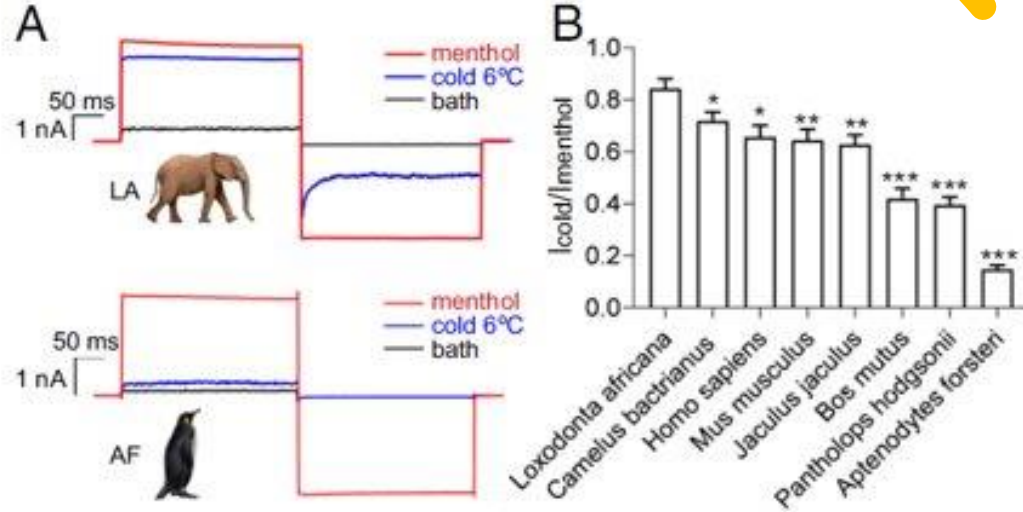 A
menthol
cold 6ºC
bath
50 ms
1 nA
LA
menthol
cold 6ºC
bath
50 ms
1 nA
AF
B
Icold/Imenthol
1.0
0.8
0.6
0.4
0.2
0.0
*
*
**
**
***
***
***
Loxodonta africana
Camelus bactrianus
Homo sapiens
Mus musculus
Jaculus jaculus
Bos mutus
Pantholops hodgsonii
Aptenodytes forsteri